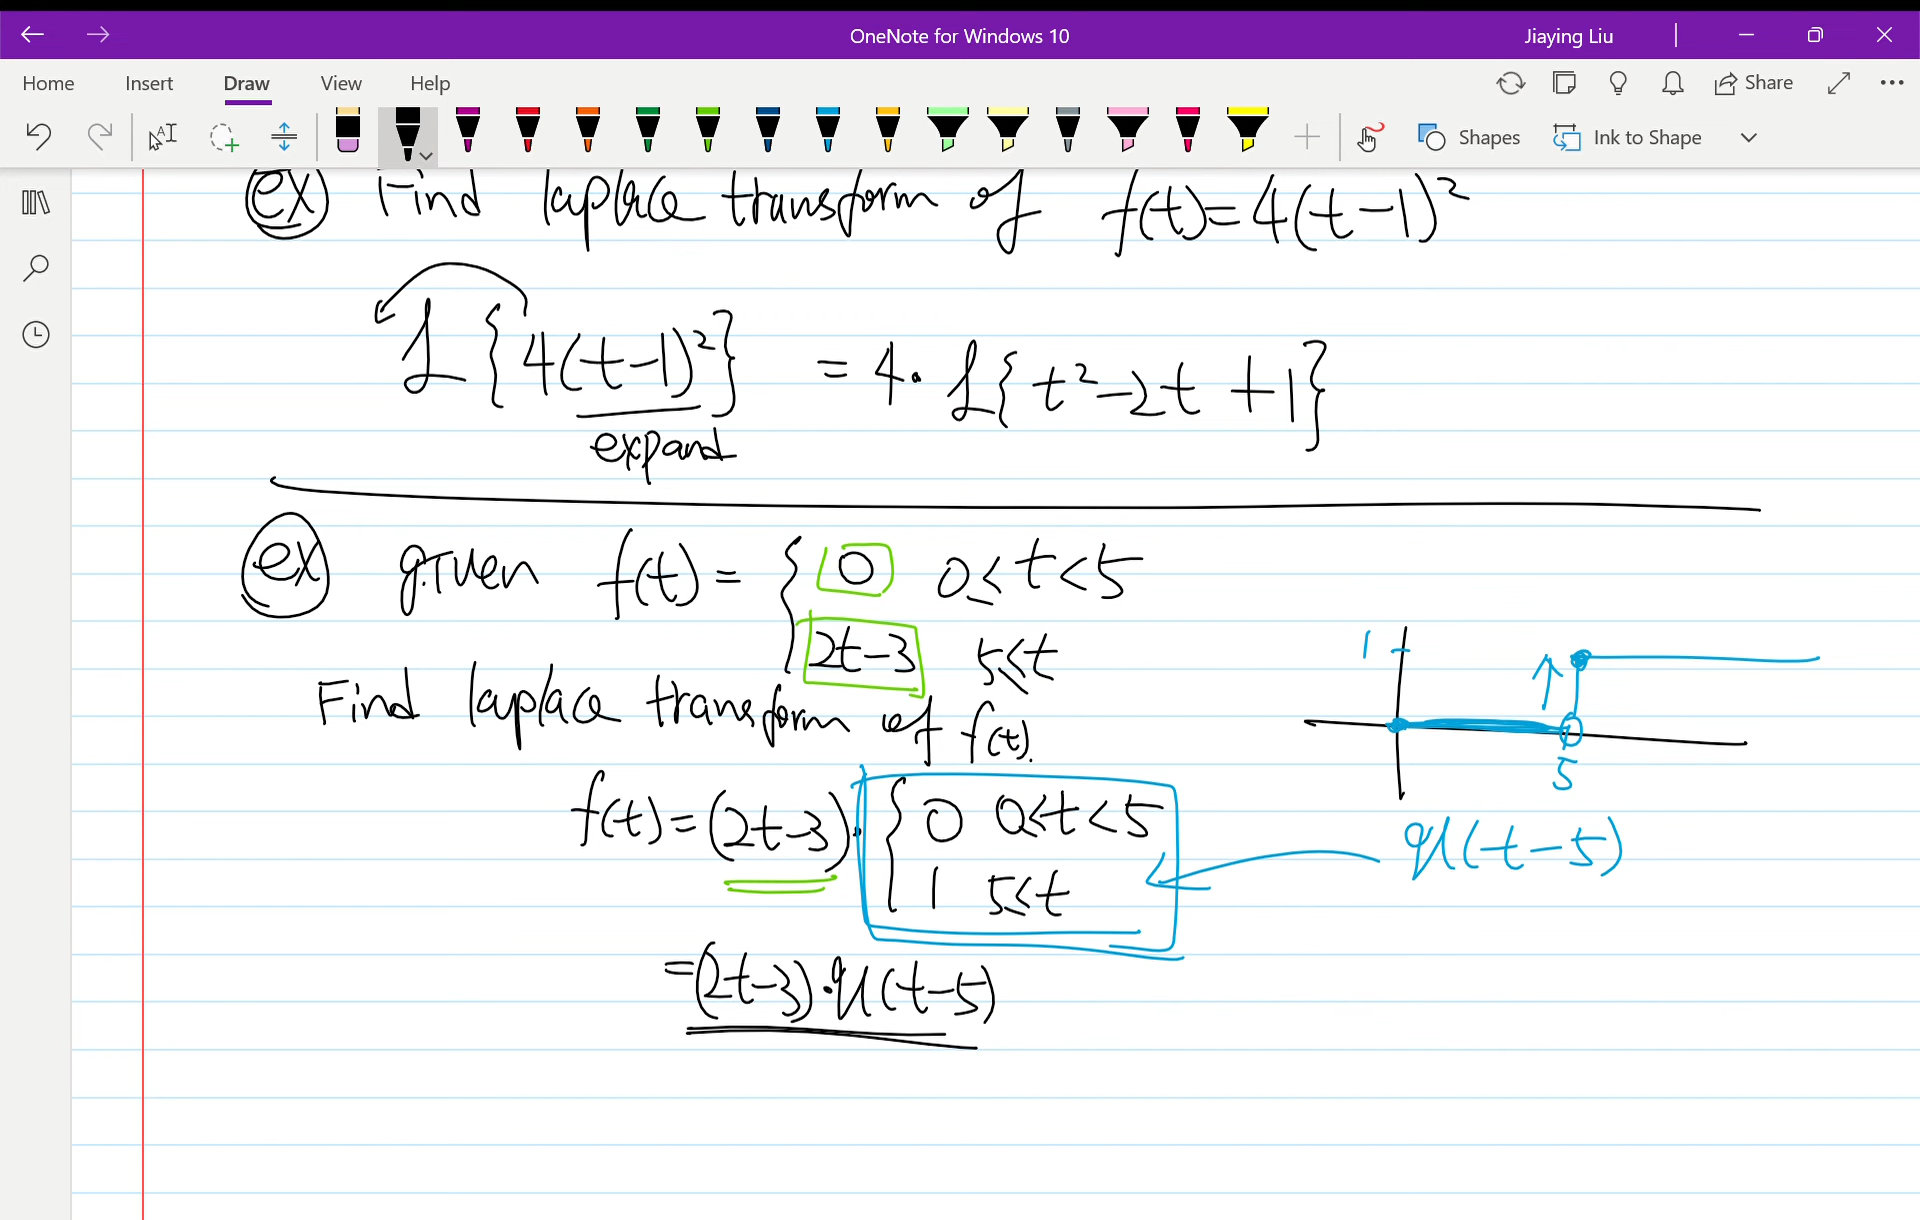 OneNote for Windows 10
Jiaying Liu
Home Insert Draw View Help
Share
Shapes Ink to Shape
ex Find laplace transform of f(t)=4(t-1)²
ℒ{4(t-1)²} = 4·ℒ{t²-2t+1}
expand
ex given f(t)= { 0 0≤t<5
2t-3 5≤t
Find laplace transform of f(t).
1
5
f(t)=(2t-3)· { 0 0≤t<5
1 5≤t
𝒰(t-5)
=(2t-3)·𝒰(t-5)